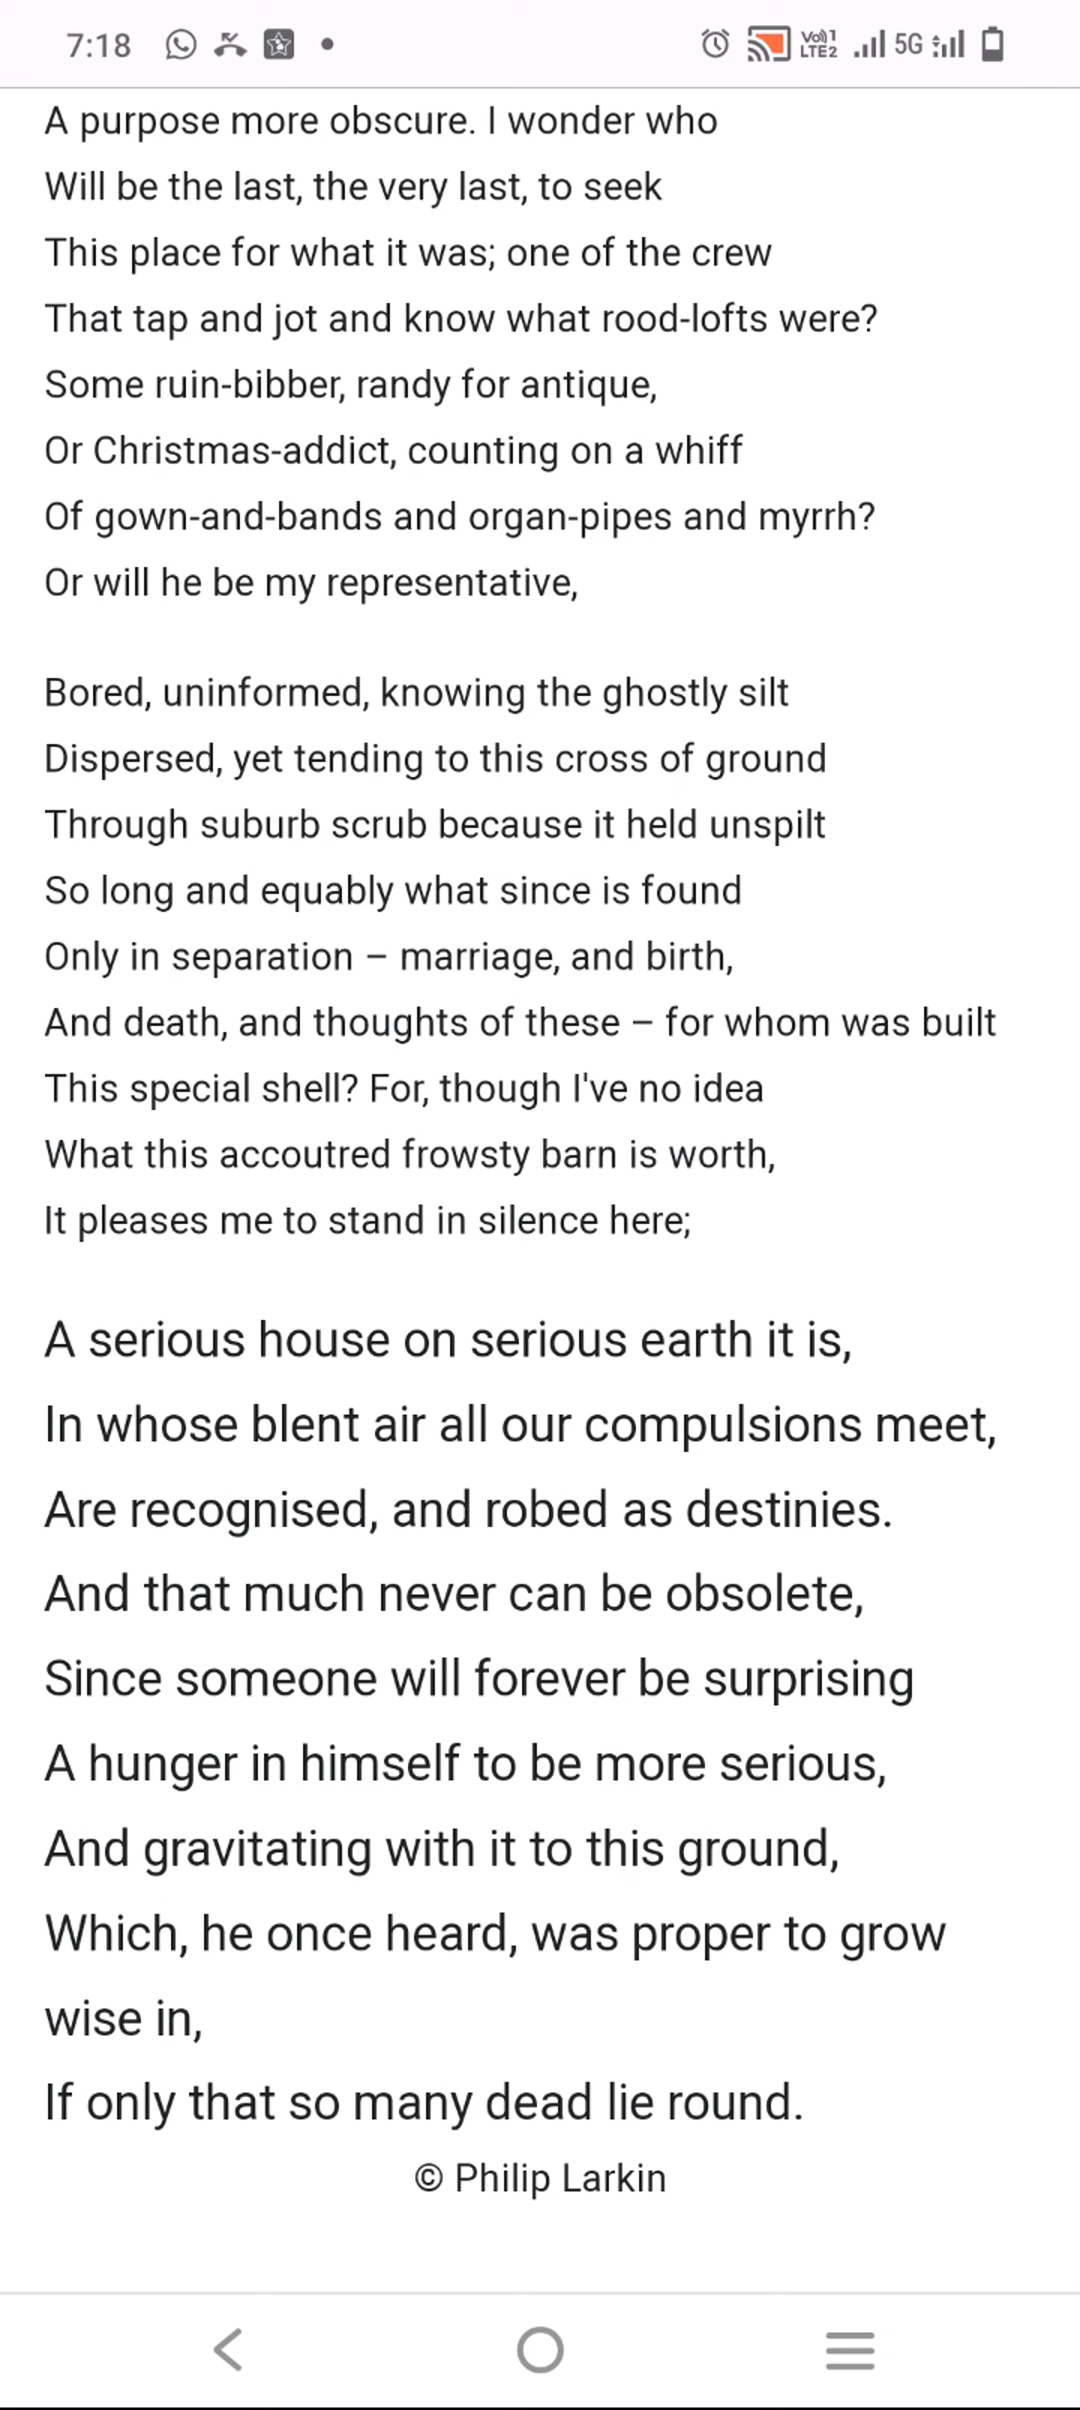 7:18
Vo)) 1
LTE2
5G
A purpose more obscure. I wonder who
Will be the last, the very last, to seek
This place for what it was; one of the crew
That tap and jot and know what rood-lofts were?
Some ruin-bibber, randy for antique,
Or Christmas-addict, counting on a whiff
Of gown-and-bands and organ-pipes and myrrh?
Or will he be my representative,
Bored, uninformed, knowing the ghostly silt
Dispersed, yet tending to this cross of ground
Through suburb scrub because it held unspilt
So long and equably what since is found
Only in separation – marriage, and birth,
And death, and thoughts of these – for whom was built
This special shell? For, though I've no idea
What this accoutred frowsty barn is worth,
It pleases me to stand in silence here;
A serious house on serious earth it is,
In whose blent air all our compulsions meet,
Are recognised, and robed as destinies.
And that much never can be obsolete,
Since someone will forever be surprising
A hunger in himself to be more serious,
And gravitating with it to this ground,
Which, he once heard, was proper to grow
wise in,
If only that so many dead lie round.
© Philip Larkin